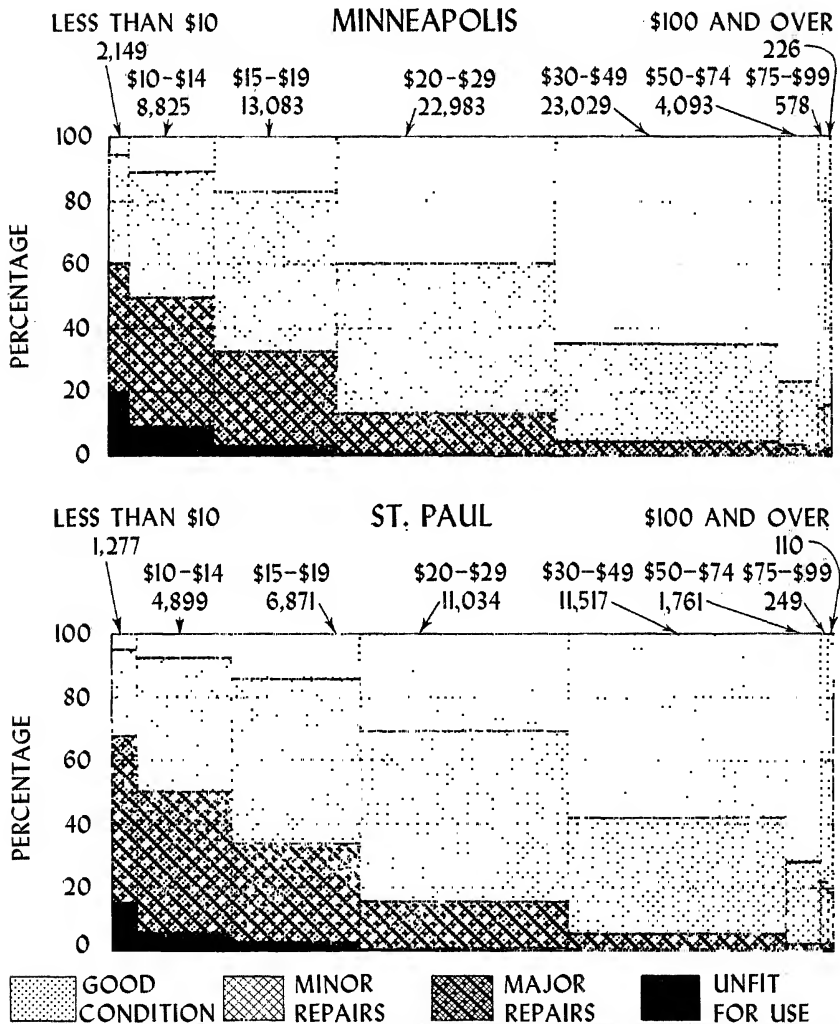 MINNEAPOLIS
LESS THAN $10
2,149
$100 AND OVER
226
$10–$14 $15–$19 $20–$29 $30–$49 $50–$74 $75–$99
8,825 13,083 22,983 23,029 4,093 578
100
80
60
40
20
0
PERCENTAGE
ST. PAUL
LESS THAN $10
1,277
$100 AND OVER
110
$10–$14 $15–$19 $20–$29 $30–$49 $50–$74 $75–$99
4,899 6,871 11,034 11,517 1,761 249
100
80
60
40
20
0
PERCENTAGE
GOOD CONDITION
MINOR REPAIRS
MAJOR REPAIRS
UNFIT FOR USE